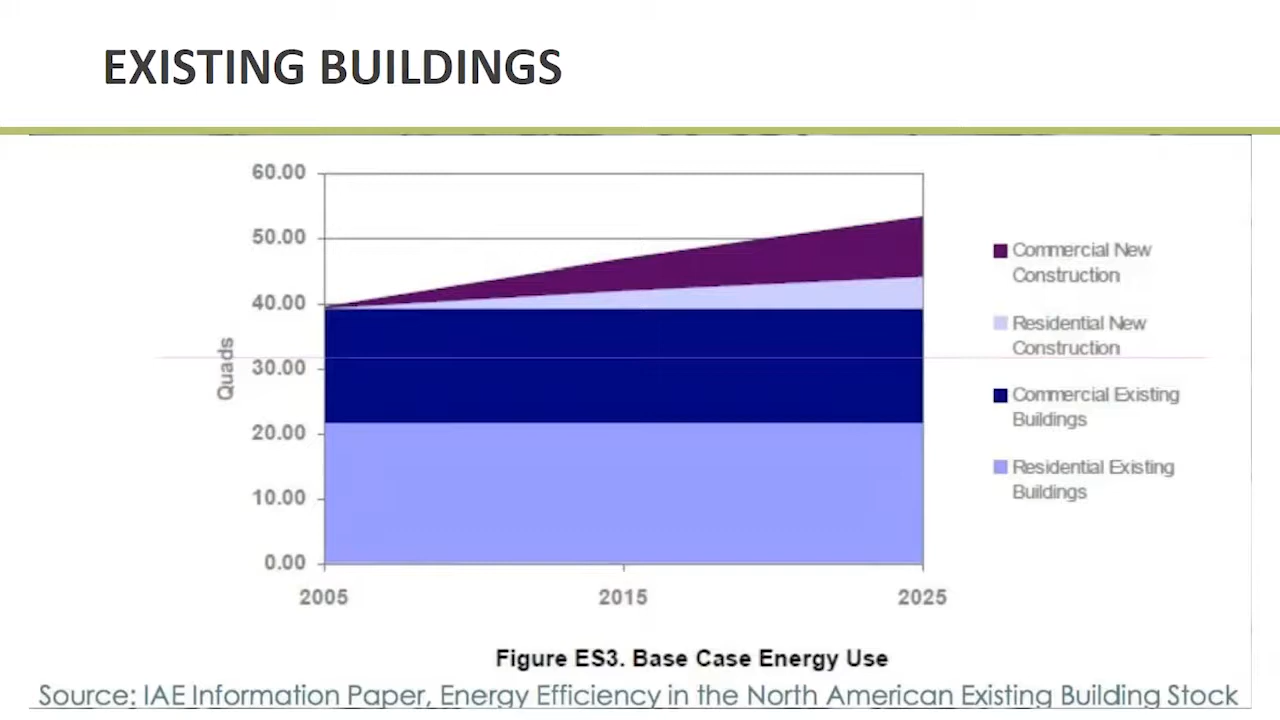 EXISTING BUILDINGS
60.00
50.00
40.00
30.00
20.00
10.00
0.00
Quads
2005 2015 2025
Commercial New
Construction
Residential New
Construction
Commercial Existing
Buildings
Residential Existing
Buildings
Figure ES3. Base Case Energy Use
Source: IAE Information Paper, Energy Efficiency in the North American Existing Building Stock